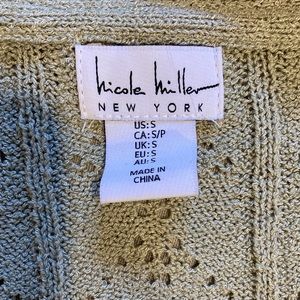 Nicole Miller
NEW YORK
US:S
CA:S/P
UK:S
EU:S
AU:S
MADE IN
CHINA